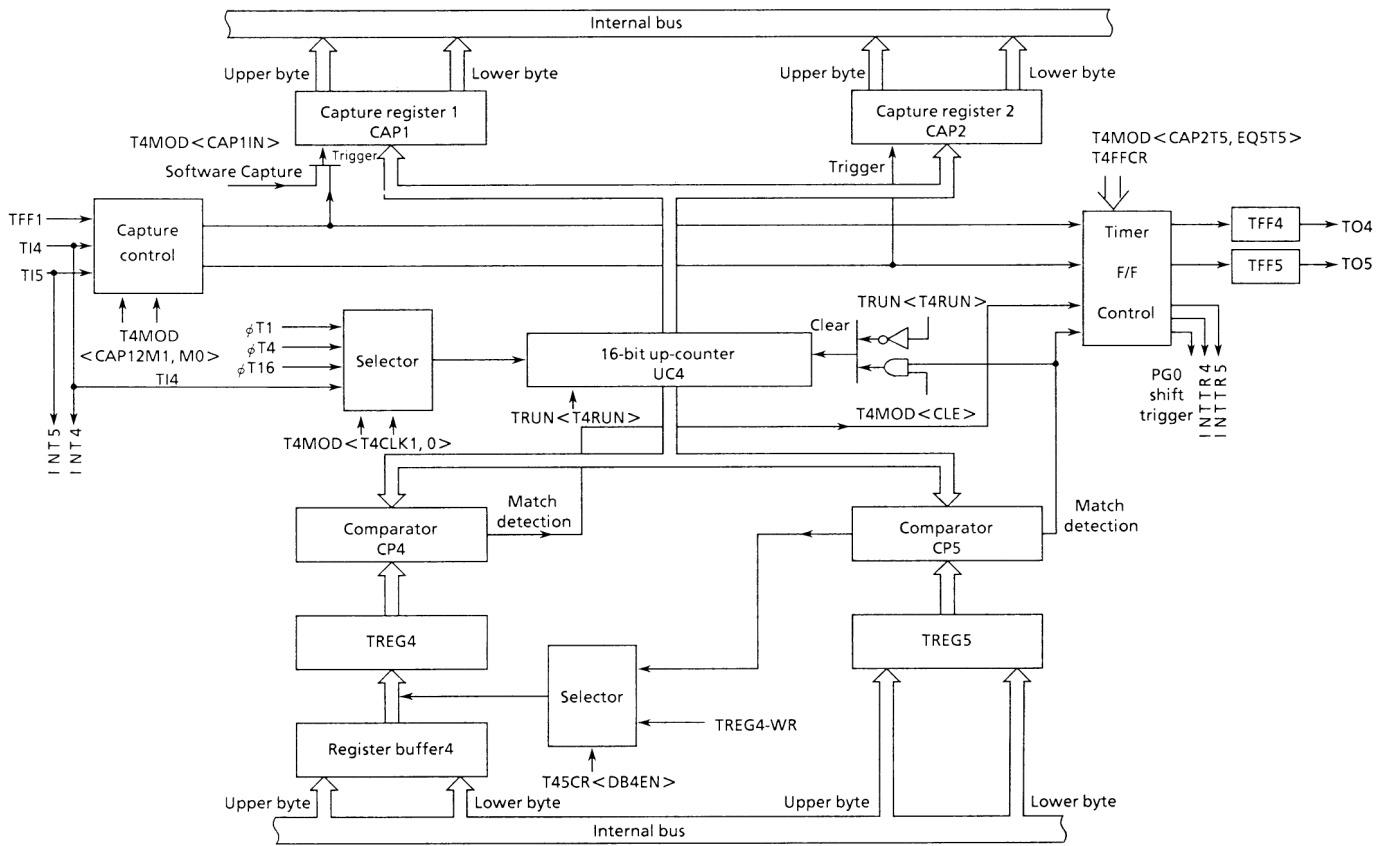 Internal bus
Upper byte
Lower byte
Upper byte
Lower byte
Capture register 1
CAP1
Capture register 2
CAP2
T4MOD<CAP1IN>
Trigger
Software Capture
Trigger
T4MOD<CAP2T5, EQ5T5>
T4FFCR
TFF1
TI4
TI5
Capture
control
Timer
F/F
Control
TFF4
TO4
TFF5
TO5
T4MOD
<CAP12M1, M0>
φT1
φT4
φT16
TI4
Selector
16-bit up-counter
UC4
Clear
TRUN<T4RUN>
TRUN<T4RUN>
T4MOD<CLE>
PG0
shift
trigger
INTTR4
INTTR5
INT5
INT4
T4MOD<T4CLK1, 0>
Match
detection
Match
detection
Comparator
CP4
Comparator
CP5
TREG4
TREG5
Selector
TREG4-WR
Register buffer4
T45CR<DB4EN>
Upper byte
Lower byte
Upper byte
Lower byte
Internal bus